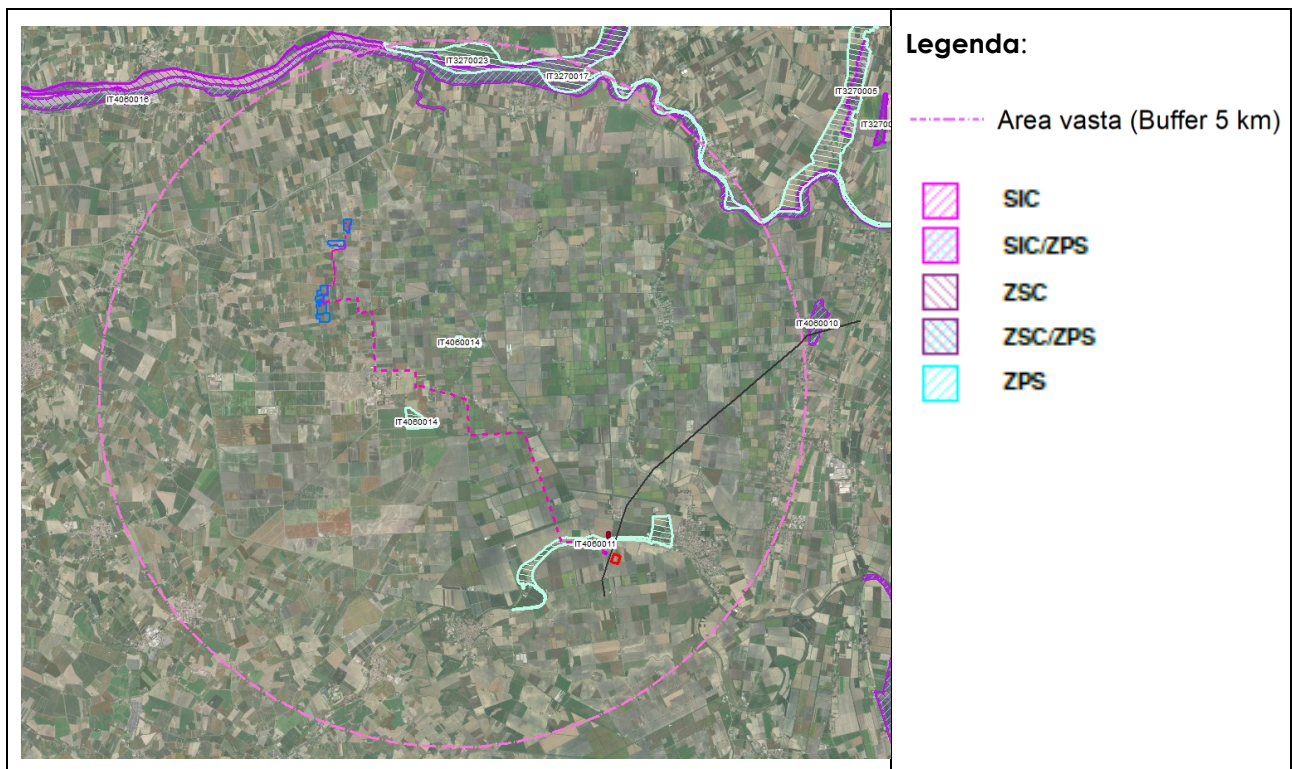 IT3270023
IT3270017
IT4060016
IT3270005
IT3270
IT4060010
IT4060014
IT4060014
IT4060011
Legenda:
Area vasta (Buffer 5 km)
SIC
SIC/ZPS
ZSC
ZSC/ZPS
ZPS